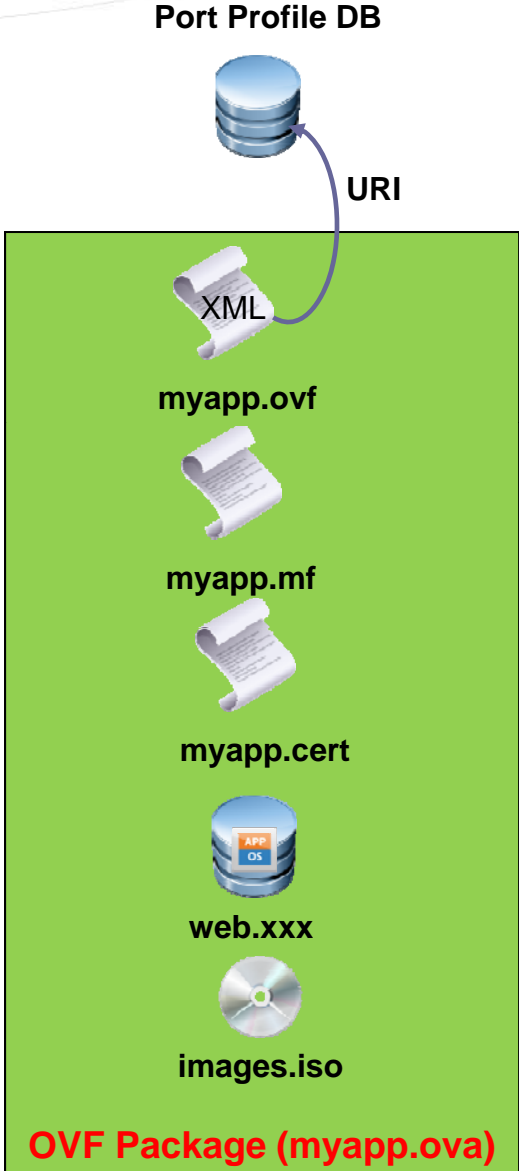 Port Profile DB
URI
XML
myapp.ovf
myapp.mf
myapp.cert
APP
OS
web.xxx
images.iso
OVF Package (myapp.ova)